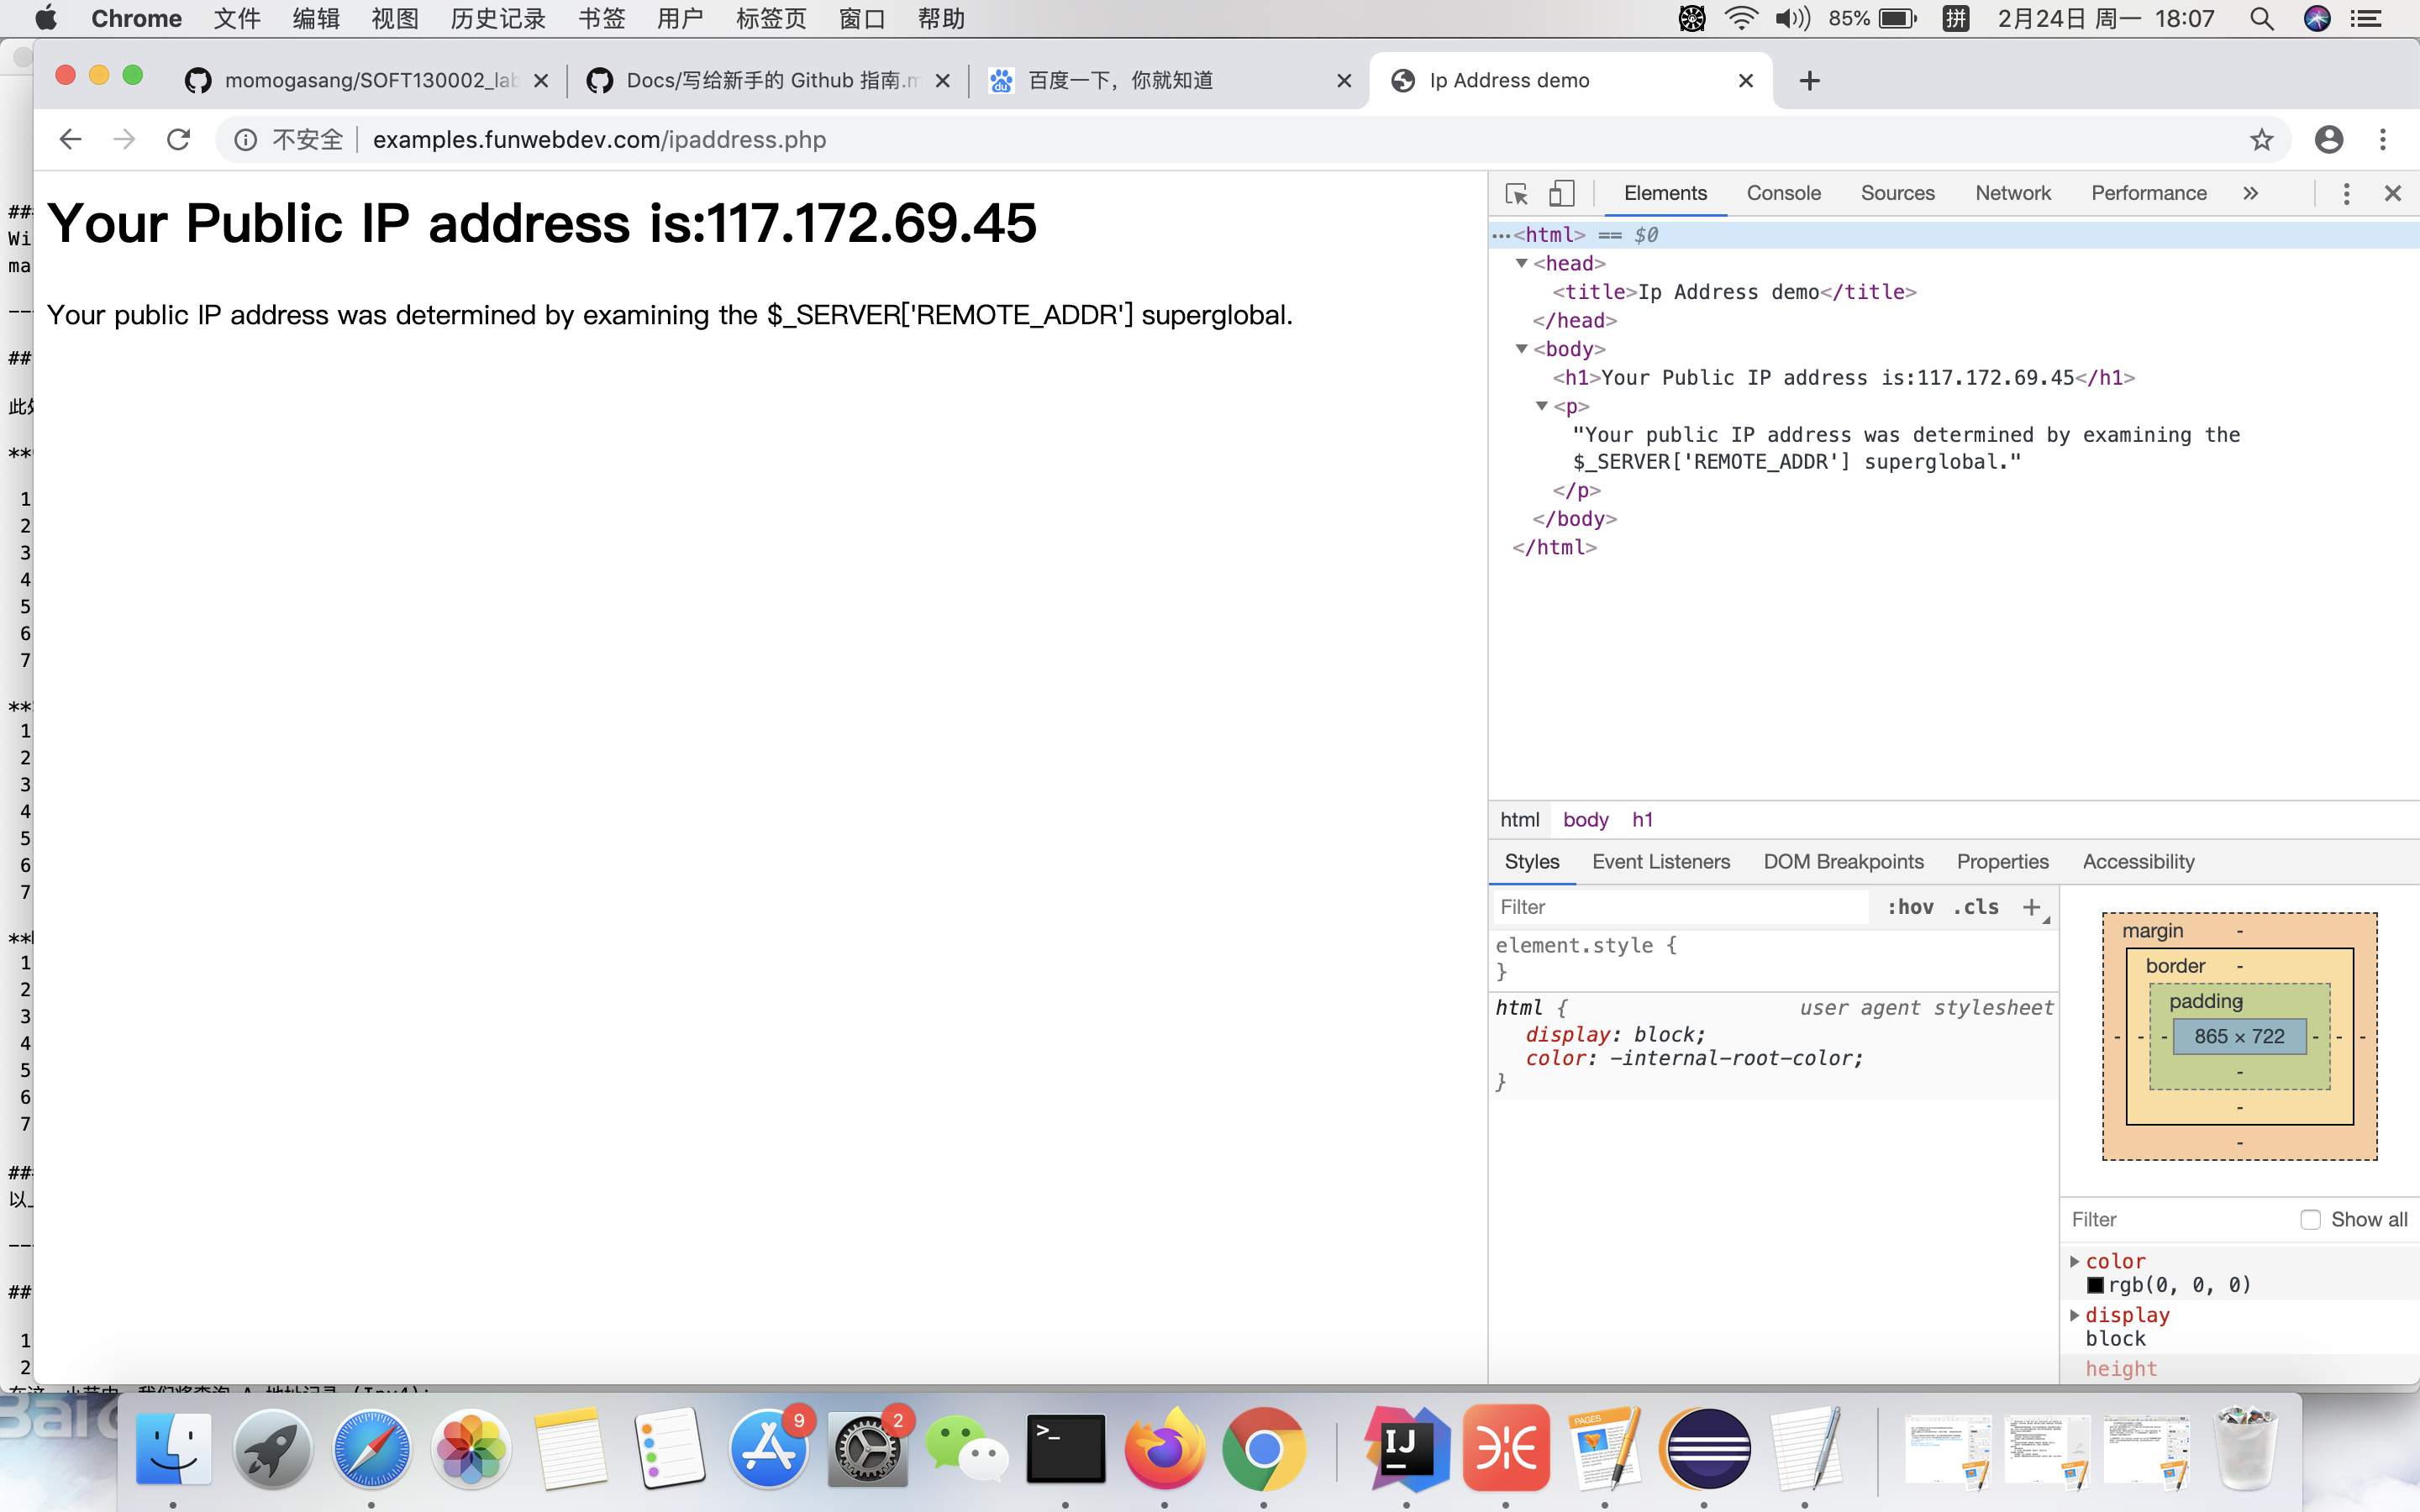 Chrome 文件 编辑 视图 历史记录 书签 用户 标签页 窗口 帮助 85% 拼 2月24日 周一 18:07
momogasang/SOFT130002_lab Docs/写给新手的 Github 指南.m 百度一下，你就知道 Ip Address demo
不安全 examples.funwebdev.com/ipaddress.php
Your Public IP address is:117.172.69.45
Your public IP address was determined by examining the $_SERVER['REMOTE_ADDR'] superglobal.
Elements Console Sources Network Performance »
…<html> == $0
<head>
<title>Ip Address demo</title>
</head>
<body>
<h1>Your Public IP address is:117.172.69.45</h1>
<p>
"Your public IP address was determined by examining the
$_SERVER['REMOTE_ADDR'] superglobal."
</p>
</body>
</html>
html body h1
Styles Event Listeners DOM Breakpoints Properties Accessibility
Filter :hov .cls +
element.style {
}
html { user agent stylesheet
display: block;
color: -internal-root-color;
}
margin -
border -
padding -
- - - 865 × 722 - - -
-
-
-
Filter Show all
color
rgb(0, 0, 0)
display
block
height
##
Wi
ma
--
##
**
1
2
3
4
5
6
7
**
1
2
3
4
5
6
7
**
1
2
3
4
5
6
7
##
以
--
##
1
2
9 2
>_
IJ
PAGES